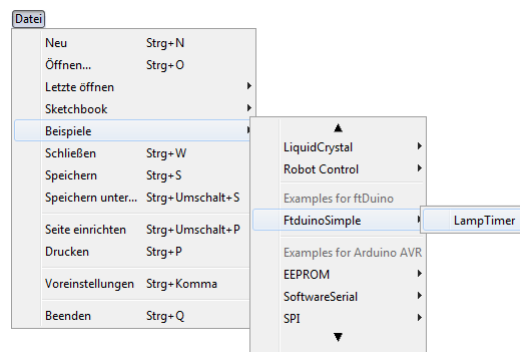 Datei
Neu Strg+N
Öffnen... Strg+O
Letzte öffnen
Sketchbook
Beispiele
Schließen Strg+W
Speichern Strg+S
Speichern unter... Strg+Umschalt+S
Seite einrichten Strg+Umschalt+P
Drucken Strg+P
Voreinstellungen Strg+Komma
Beenden Strg+Q
LiquidCrystal
Robot Control
Examples for ftDuino
FtduinoSimple
Examples for Arduino AVR
EEPROM
SoftwareSerial
SPI
LampTimer